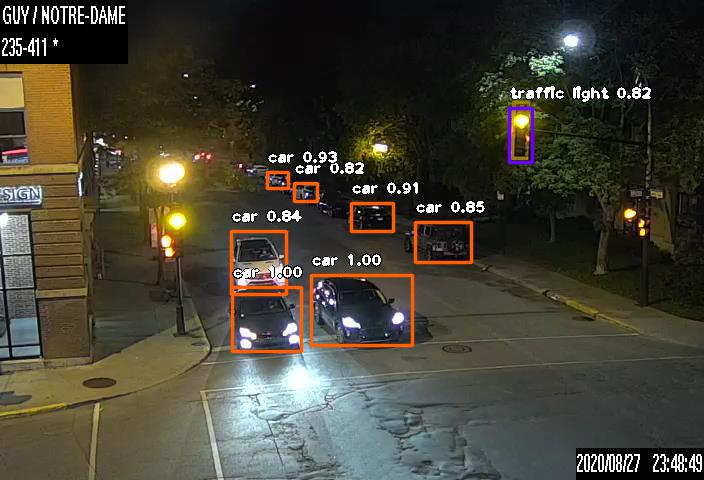 GUY / NOTRE-DAME
235-411 *
traffic light 0.82
car 0.93
car 0.82
car 0.91
car 0.85
car 0.84
car 1.00
car 1.00
SIGN
2020/08/27 23:48:49